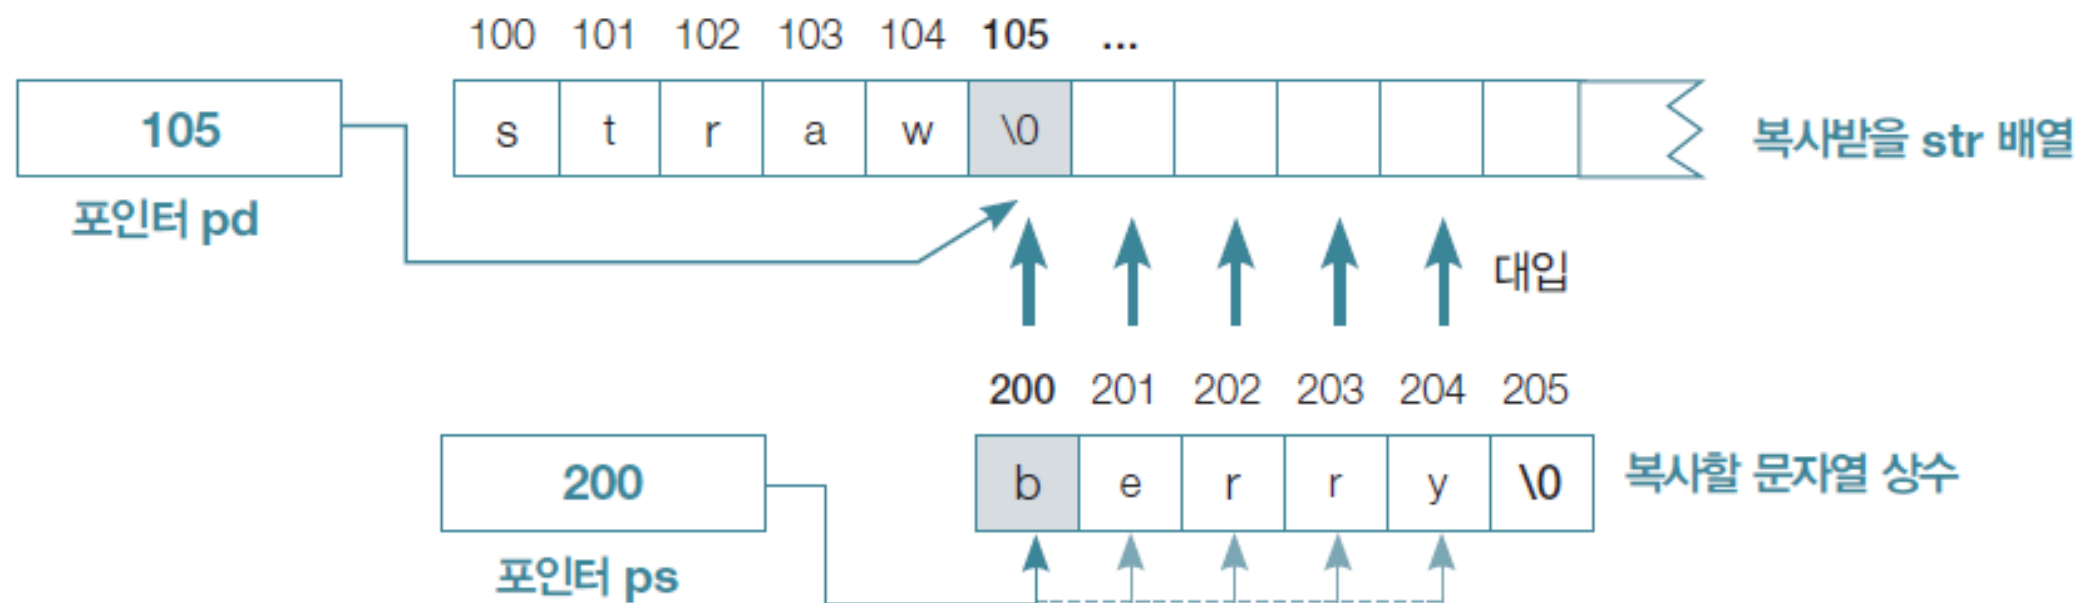 100 101 102 103 104 105 ...
105
s t r a w \0
복사받을 str 배열
포인터 pd
대입
200 201 202 203 204 205
200
b e r r y \0
복사할 문자열 상수
포인터 ps